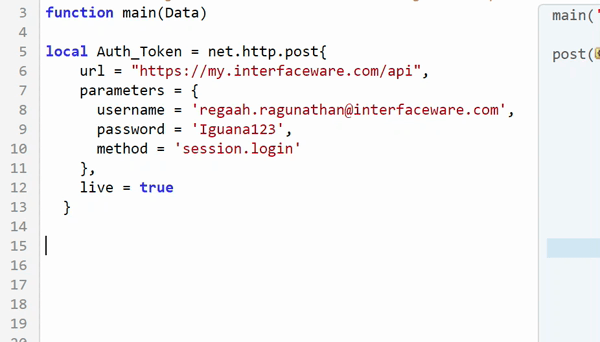 3 function main(Data)
4
5 local Auth_Token = net.http.post{
6 url = "https://my.interfaceware.com/api",
7 parameters = {
8 username = 'regaah.ragunathan@interfaceware.com',
9 password = 'Iguana123',
10 method = 'session.login'
11 },
12 live = true
13 }
14
15
16
17
18
19
main('
post(